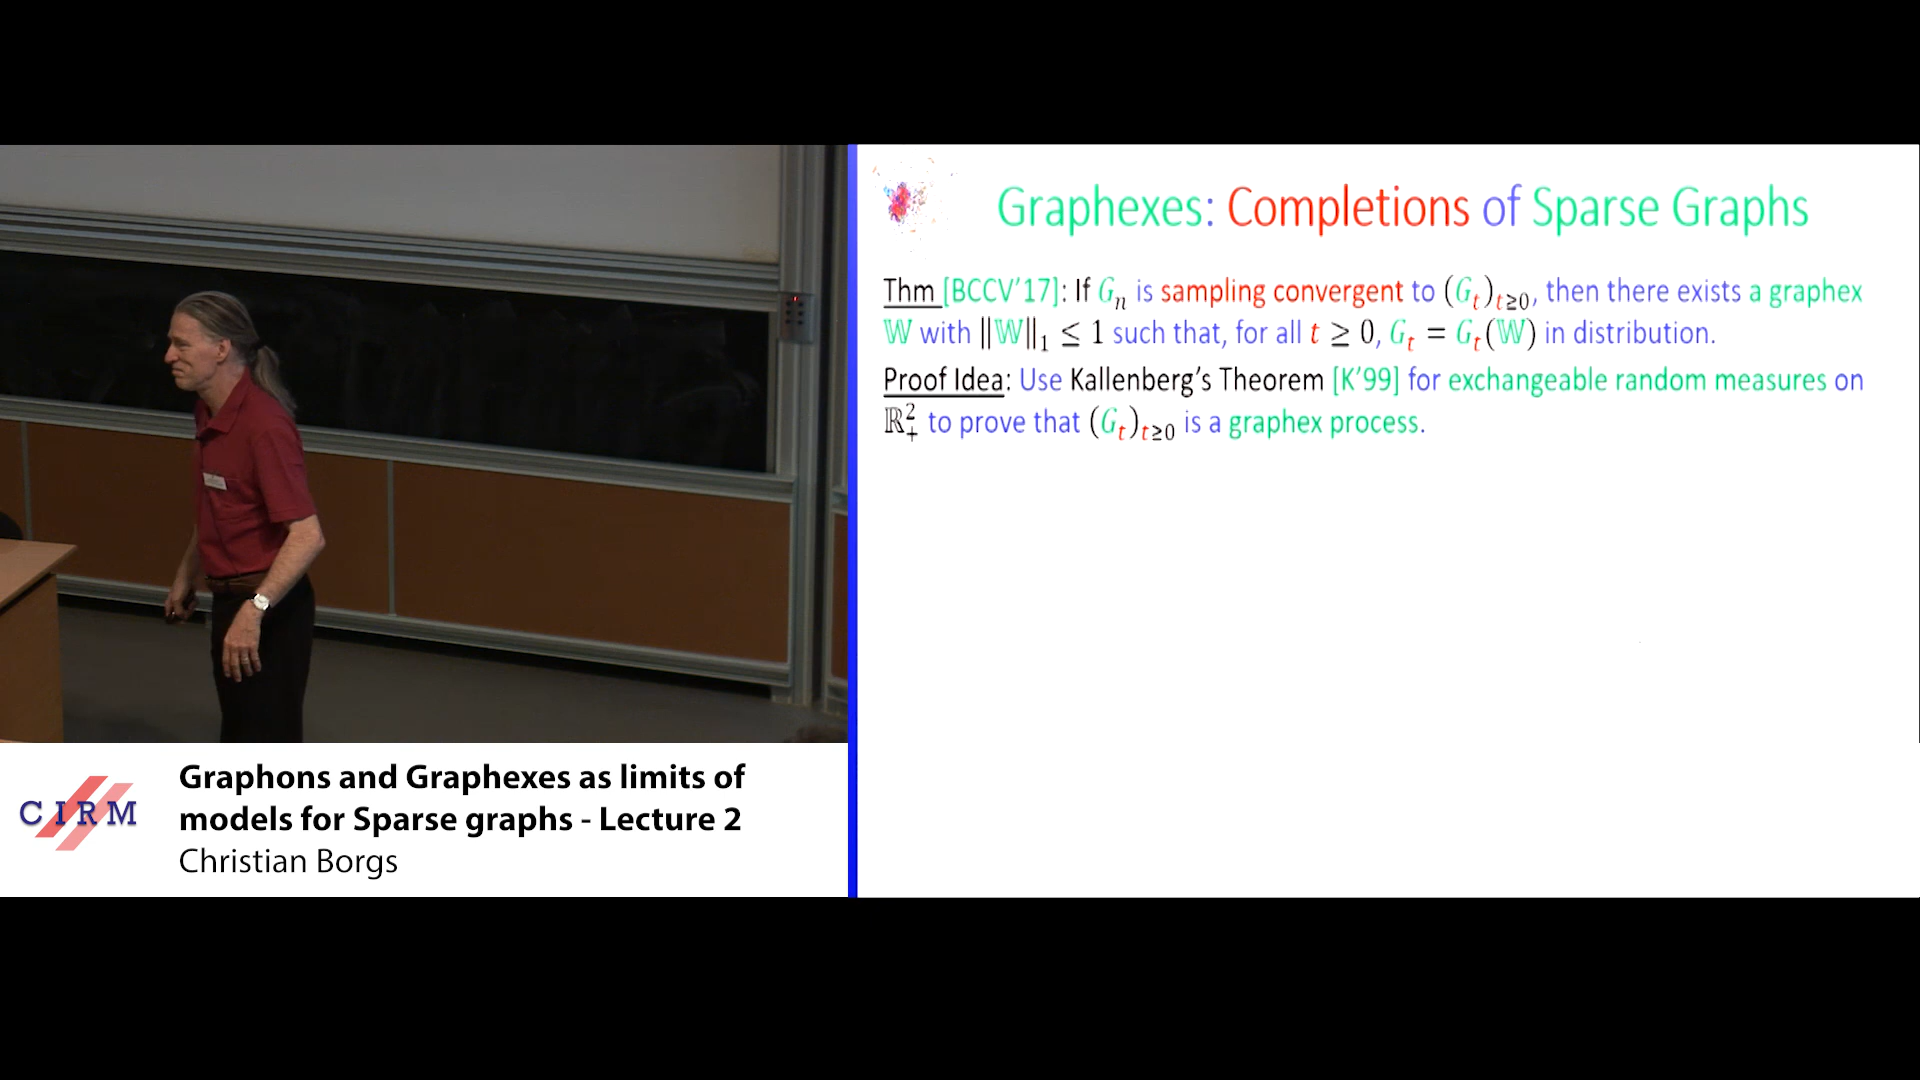 Graphexes: Completions of Sparse Graphs
Thm [BCCV'17]: If Gₙ is sampling convergent to (Gₜ)ₜ≥₀, then there exists a graphex
𝕎 with ‖𝕎‖₁ ≤ 1 such that, for all t ≥ 0, Gₜ = Gₜ(𝕎) in distribution.
Proof Idea: Use Kallenberg's Theorem [K'99] for exchangeable random measures on
ℝ₊² to prove that (Gₜ)ₜ≥₀ is a graphex process.
CIRM
Graphons and Graphexes as limits of
models for Sparse graphs - Lecture 2
Christian Borgs